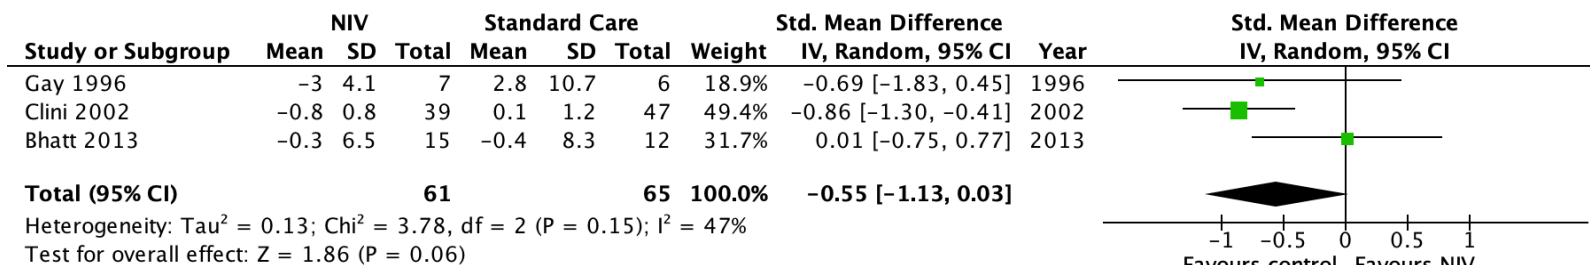 NIV Standard Care Std. Mean Difference Std. Mean Difference
Study or Subgroup Mean SD Total Mean SD Total Weight IV, Random, 95% CI Year IV, Random, 95% CI
Gay 1996 −3 4.1 7 2.8 10.7 6 18.9% −0.69 [−1.83, 0.45] 1996
Clini 2002 −0.8 0.8 39 0.1 1.2 47 49.4% −0.86 [−1.30, −0.41] 2002
Bhatt 2013 −0.3 6.5 15 −0.4 8.3 12 31.7% 0.01 [−0.75, 0.77] 2013
Total (95% CI) 61 65 100.0% −0.55 [−1.13, 0.03]
Heterogeneity: Tau² = 0.13; Chi² = 3.78, df = 2 (P = 0.15); I² = 47%
Test for overall effect: Z = 1.86 (P = 0.06)
−1 −0.5 0 0.5 1
Favours control Favours NIV